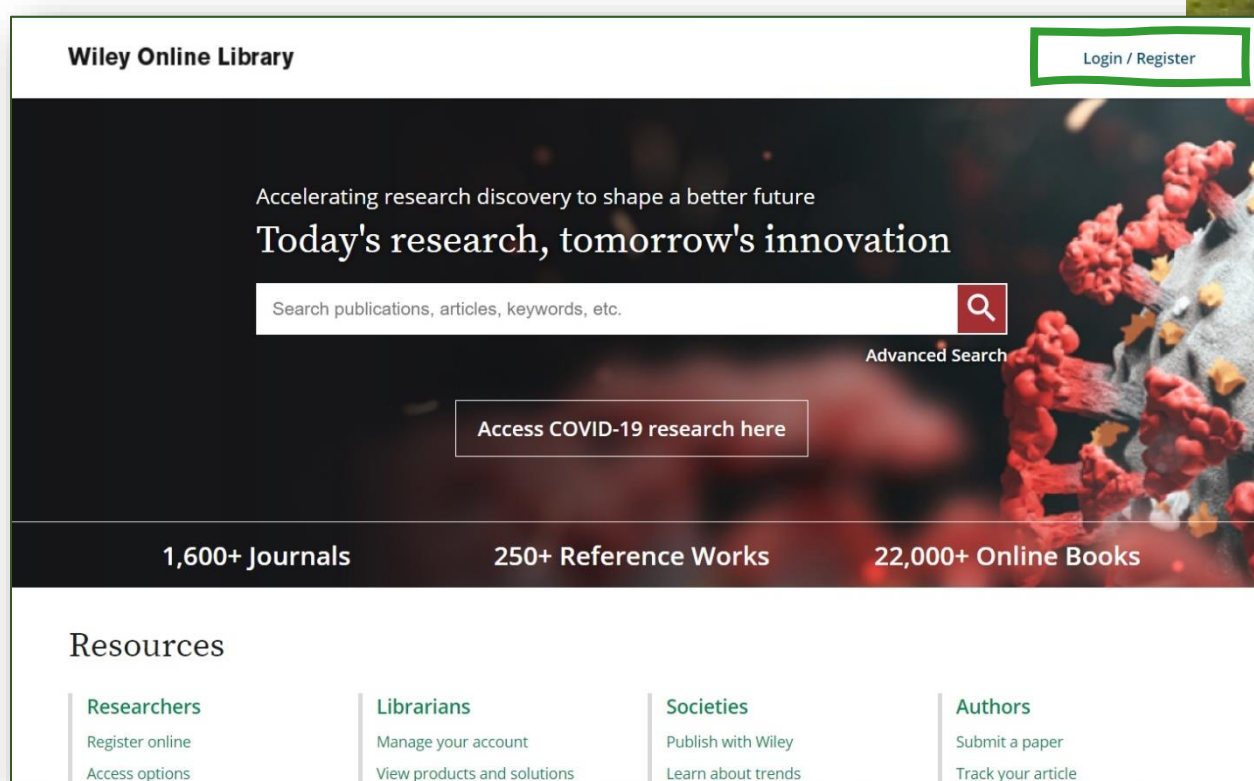 Wiley Online Library
Login / Register
Accelerating research discovery to shape a better future
Today's research, tomorrow's innovation
Search publications, articles, keywords, etc.
Advanced Search
Access COVID-19 research here
1,600+ Journals 250+ Reference Works 22,000+ Online Books
Resources
Researchers Librarians Societies Authors
Register online Manage your account Publish with Wiley Submit a paper
Access options View products and solutions Learn about trends Track your article